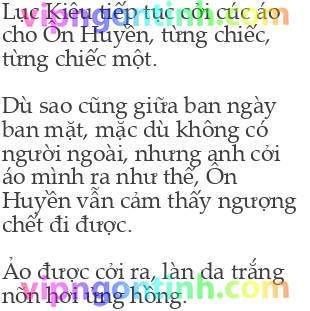 Lục Kiêu tiếp tục cởi cúc áo
cho Ôn Huyền, từng chiếc,
từng chiếc một.
Dù sao cũng giữa ban ngày
ban mặt, mặc dù không có
người ngoài, nhưng anh cởi
áo mình ra như thế, Ôn
Huyền vẫn cảm thấy ngượng
chết đi được.
Áo được cởi ra, làn da trắng
nõn hơi ửng hồng.
vipngontinh.com
vipngontinh.com